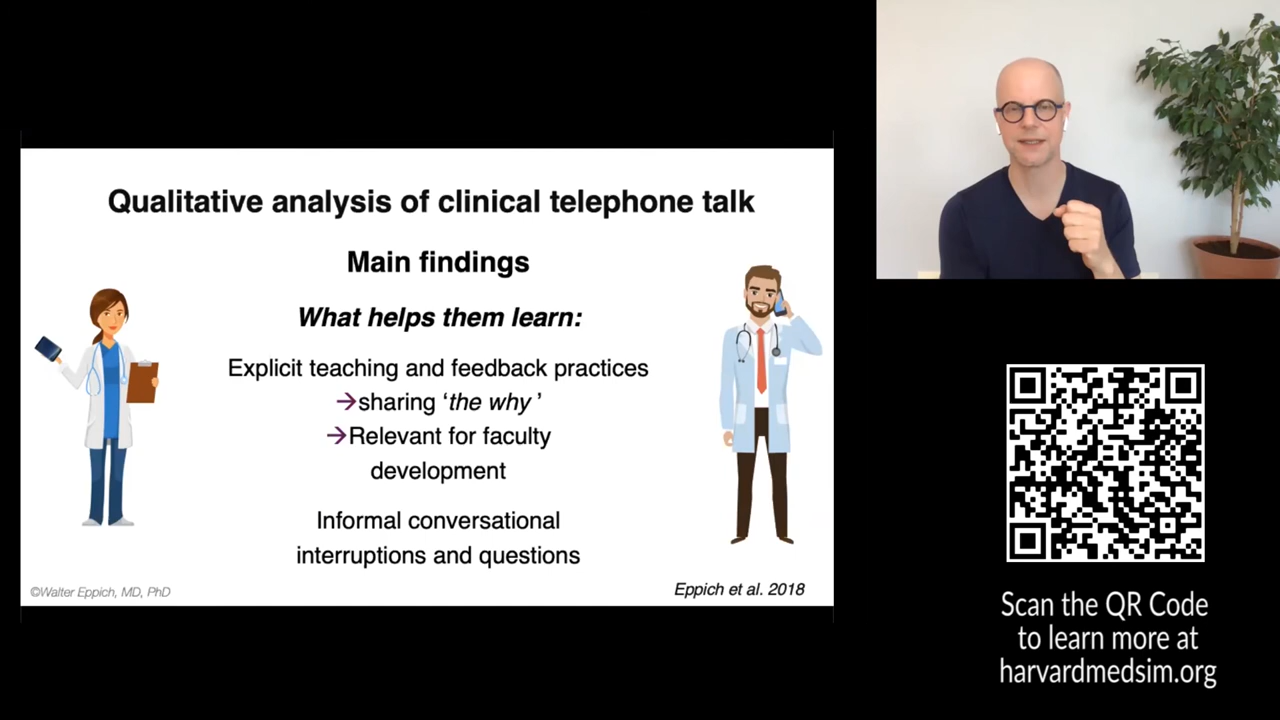 Qualitative analysis of clinical telephone talk
Main findings
What helps them learn:
Explicit teaching and feedback practices
→sharing ‘the why ’
→Relevant for faculty
development
Informal conversational
interruptions and questions
©Walter Eppich, MD, PhD
Eppich et al. 2018
Scan the QR Code
to learn more at
harvardmedsim.org